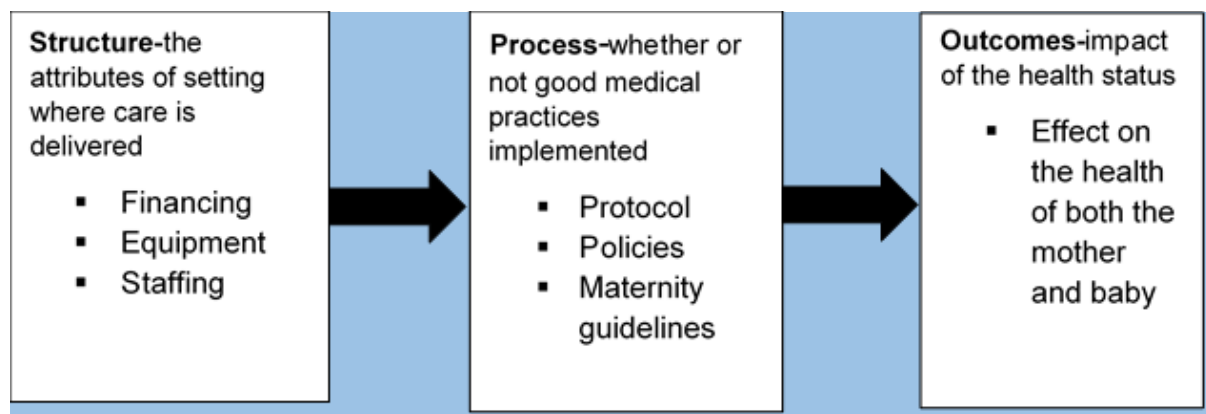 Structure-the
attributes of setting
where care is
delivered
▪ Financing
▪ Equipment
▪ Staffing
Process-whether or
not good medical
practices
implemented
▪ Protocol
▪ Policies
▪ Maternity
guidelines
Outcomes-impact
of the health status
▪ Effect on
the health
of both the
mother
and baby